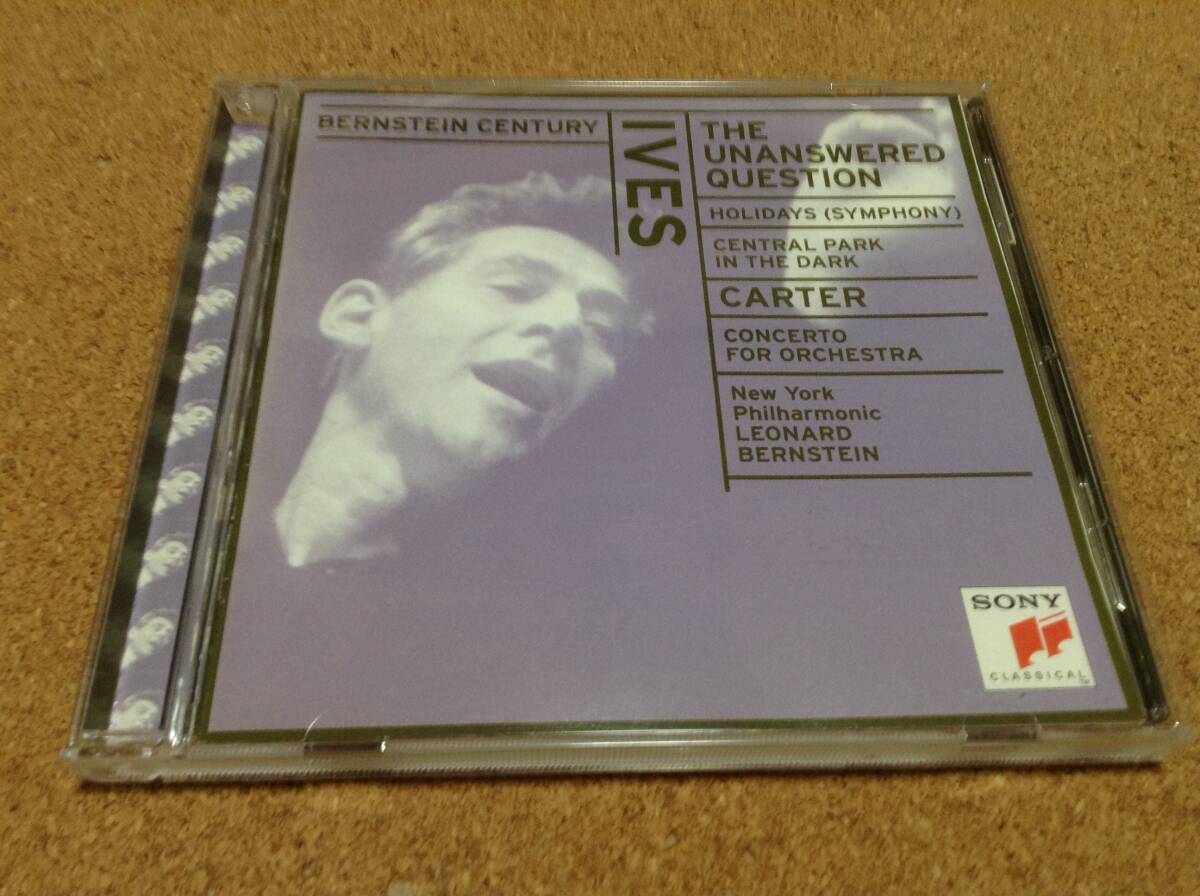 BERNSTEIN CENTURY
IVES
THE
UNANSWERED
QUESTION
HOLIDAYS (SYMPHONY)
CENTRAL PARK
IN THE DARK
CARTER
CONCERTO
FOR ORCHESTRA
New York
Philharmonic
LEONARD
BERNSTEIN
SONY
CLASSICAL